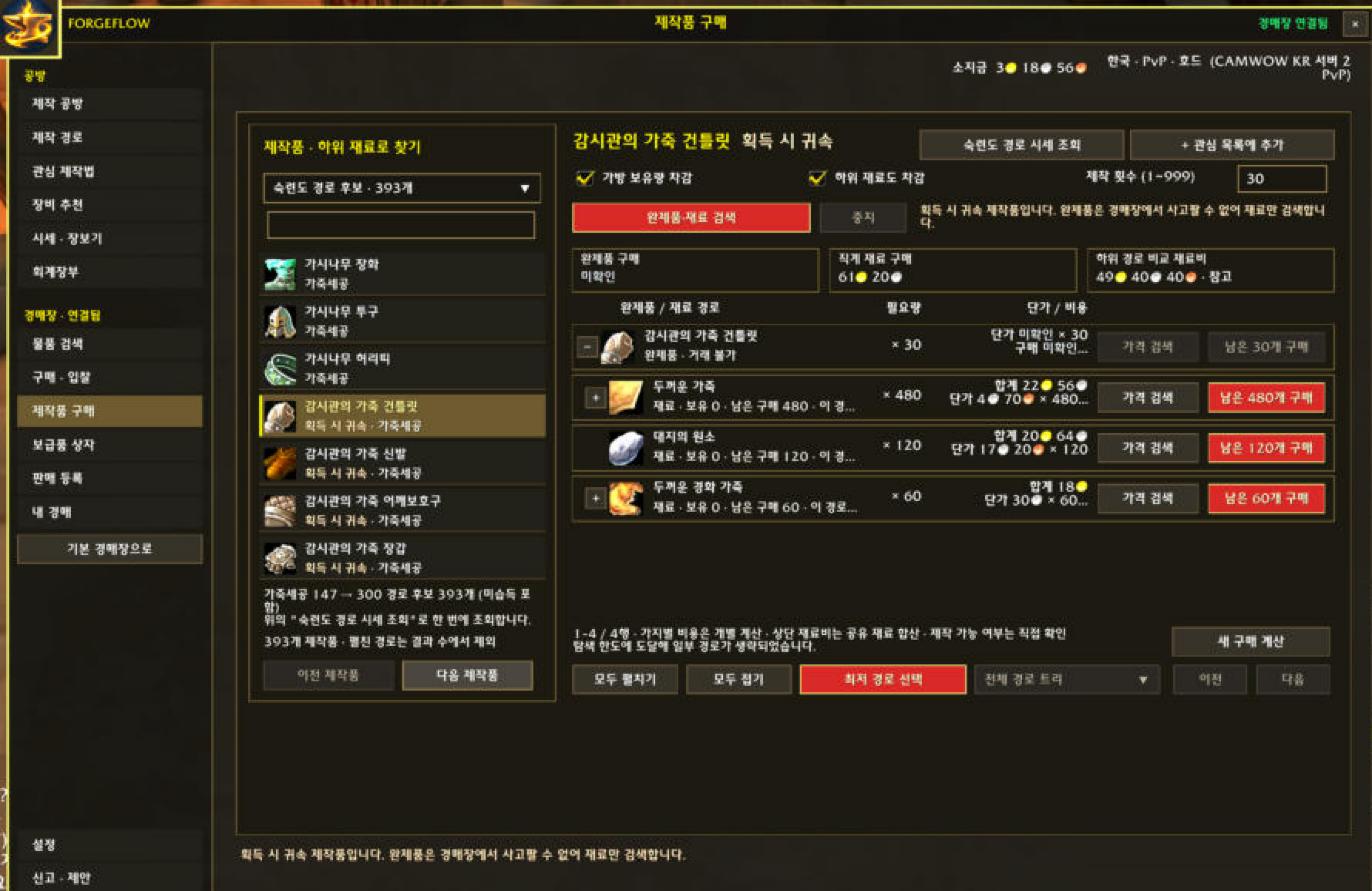 FORGEFLOW
제작품 구매
경매장 연결됨
×
공방
제작 공방
제작 경로
관심 제작법
장비 추천
시세 · 장보기
회계장부
경매장 · 연결됨
물품 검색
구매 · 입찰
제작품 구매
보급품 상자
판매 등록
내 경매
기본 경매장으로
설정
신고 · 제안
소지금 3 18 56
한국 · PvP · 호드 (CAMWOW KR 서버 2
PvP)
제작품 · 하위 재료로 찾기
숙련도 경로 후보 · 393개 ▼
가시나무 장화
가죽세공
가시나무 투구
가죽세공
가시나무 허리띠
가죽세공
감시관의 가죽 건틀릿
획득 시 귀속 · 가죽세공
감시관의 가죽 신발
획득 시 귀속 · 가죽세공
감시관의 가죽 어깨보호구
획득 시 귀속 · 가죽세공
감시관의 가죽 장갑
획득 시 귀속 · 가죽세공
가죽세공 147 → 300 경로 후보 393개 (미습득 포
함)
위의 "숙련도 경로 시세 조회"로 한 번에 조회합니다.
393개 제작품 · 펼친 경로는 결과 수에서 제외
이전 제작품
다음 제작품
감시관의 가죽 건틀릿 획득 시 귀속
숙련도 경로 시세 조회
+ 관심 목록에 추가
가방 보유량 차감
하위 재료도 차감
제작 횟수 (1~999)
30
완제품·재료 검색
중지
획득 시 귀속 제작품입니다. 완제품은 경매장에서 사고팔 수 없어 재료만 검색합니
다.
완제품 구매
미확인
직계 재료 구매
61 20
하위 경로 비교 재료비
49 40 40 · 참고
완제품 / 재료 경로
필요량
단가 / 비용
−
감시관의 가죽 건틀릿
완제품 · 거래 불가
× 30
단가 미확인 × 30
구매 미확인...
가격 검색
남은 30개 구매
+
두꺼운 가죽
재료 · 보유 0 · 남은 구매 480 · 이 경...
× 480
합계 22 56
단가 4 70 × 480...
가격 검색
남은 480개 구매
대지의 원소
재료 · 보유 0 · 남은 구매 120 · 이 경...
× 120
합계 20 64
단가 17 20 × 120
가격 검색
남은 120개 구매
+
두꺼운 경화 가죽
재료 · 보유 0 · 남은 구매 60 · 이 경로...
× 60
합계 18
단가 30 × 60...
가격 검색
남은 60개 구매
1-4 / 4행 · 가지별 비용은 개별 계산 · 상단 재료비는 공유 재료 합산 · 제작 가능 여부는 직접 확인
탐색 한도에 도달해 일부 경로가 생략되었습니다.
새 구매 계산
모두 펼치기
모두 접기
최저 경로 선택
전체 경로 트리 ▼
이전
다음
획득 시 귀속 제작품입니다. 완제품은 경매장에서 사고팔 수 없어 재료만 검색합니다.